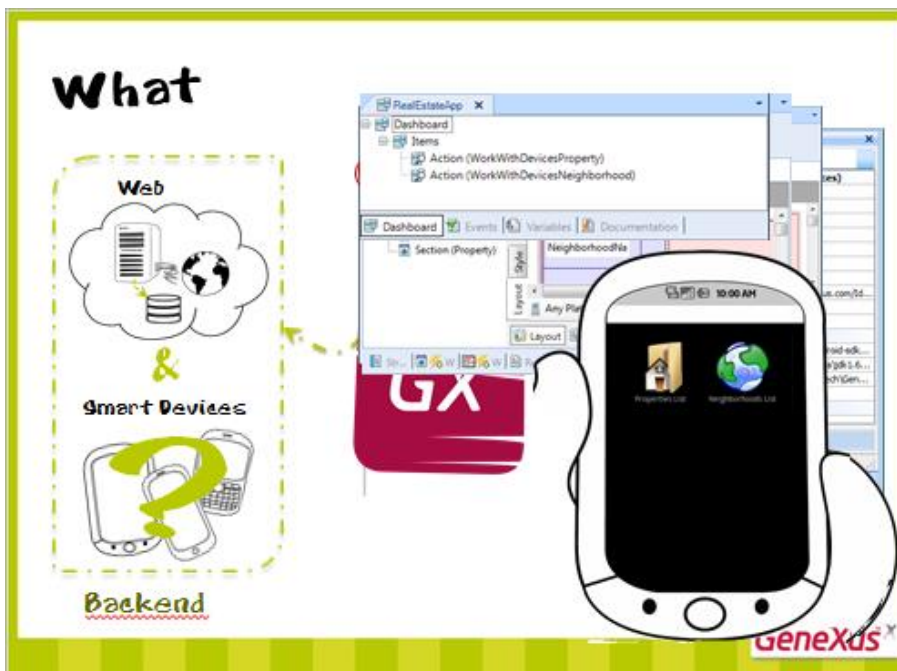 What
Web
&
Smart Devices
?
Backend
RealEstateApp
Dashboard
Items
Action (WorkWithDevicesProperty)
Action (WorkWithDevicesNeighborhood)
Dashboard Events Variables Documentation
Section (Property)
NeighborhoodNa
Style
Layout
Any
Layout
GX
10:00 AM
Properties List Neighborhoods List
GeneXus